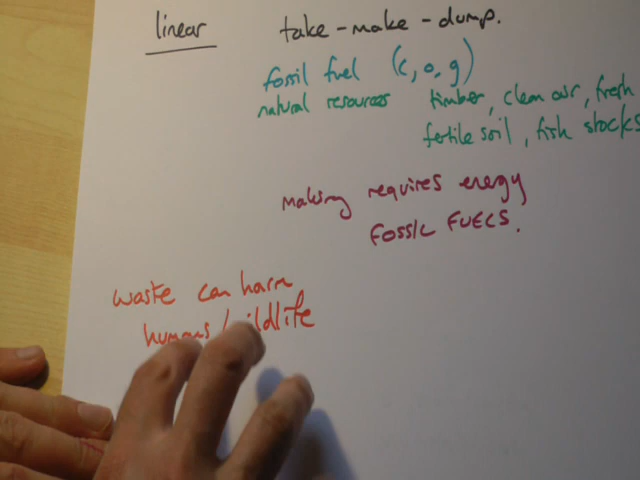 linear take-make-dump.
fossil fuel (c, o, g)
natural resources timber, clean air, fresh
fertile soil, fish stocks
making requires energy
FOSSIL FUELS.
waste can harm
humans/wildlife